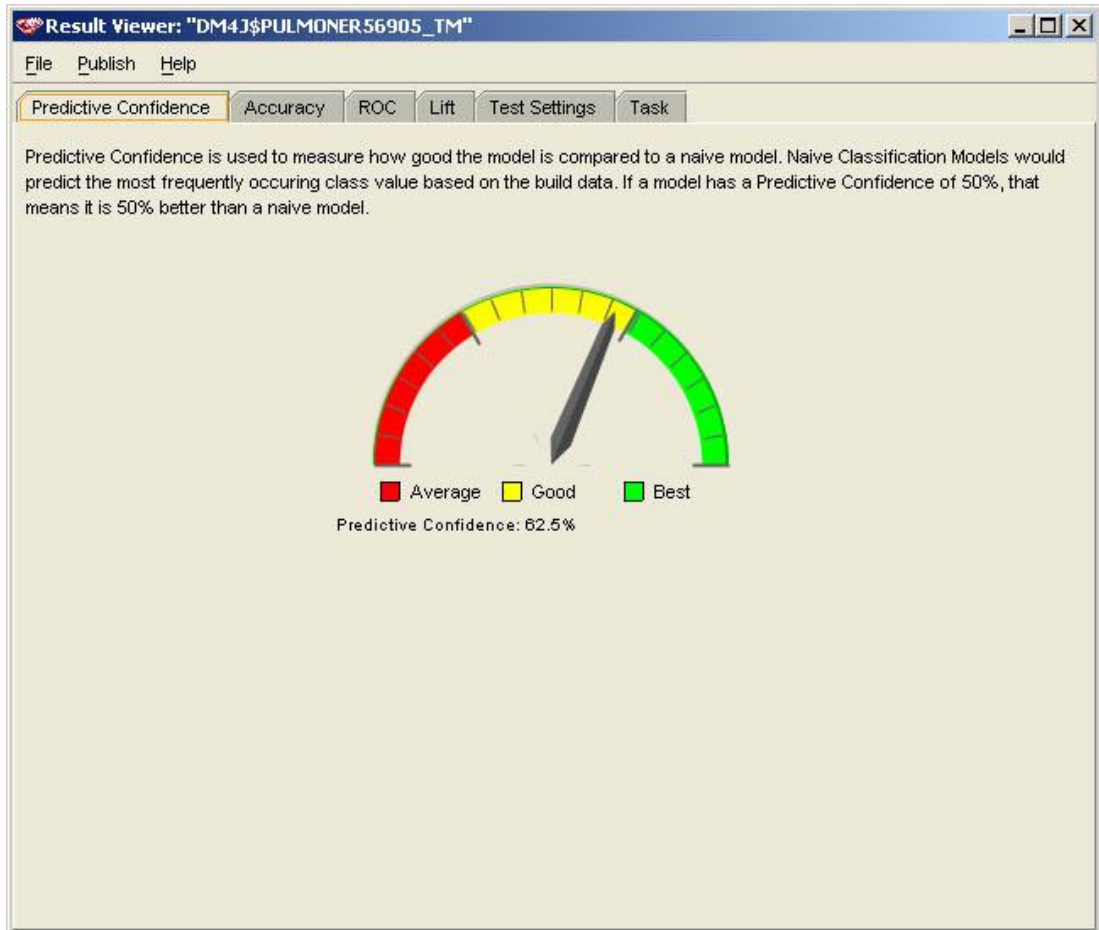 Result Viewer: "DM4J$PULMONER56905_TM"
File Publish Help
Predictive Confidence Accuracy ROC Lift Test Settings Task
Predictive Confidence is used to measure how good the model is compared to a naive model. Naive Classification Models would
predict the most frequently occuring class value based on the build data. If a model has a Predictive Confidence of 50%, that
means it is 50% better than a naive model.
Average Good Best
Predictive Confidence: 62.5%